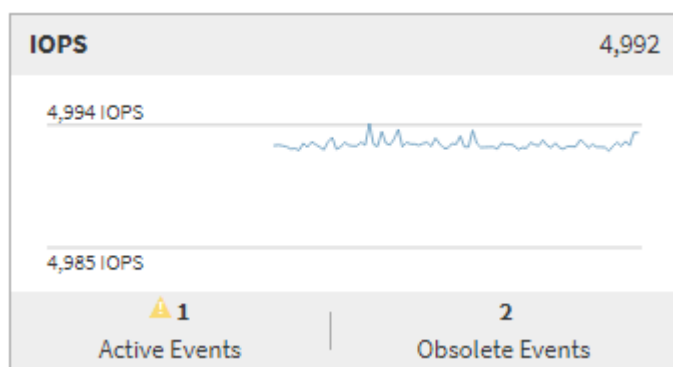 IOPS 4,992
4,994 IOPS
4,985 IOPS
1 2
Active Events Obsolete Events